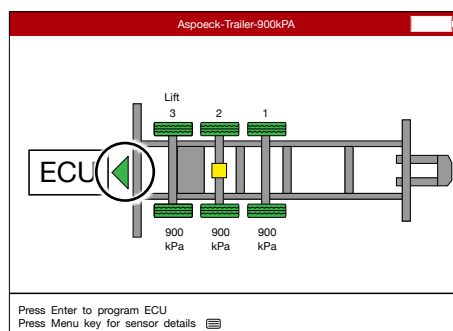 Aspoeck-Trailer-900kPA
Lift
3 2 1
ECU
900 900 900
kPa kPa kPa
Press Enter to program ECU
Press Menu key for sensor details